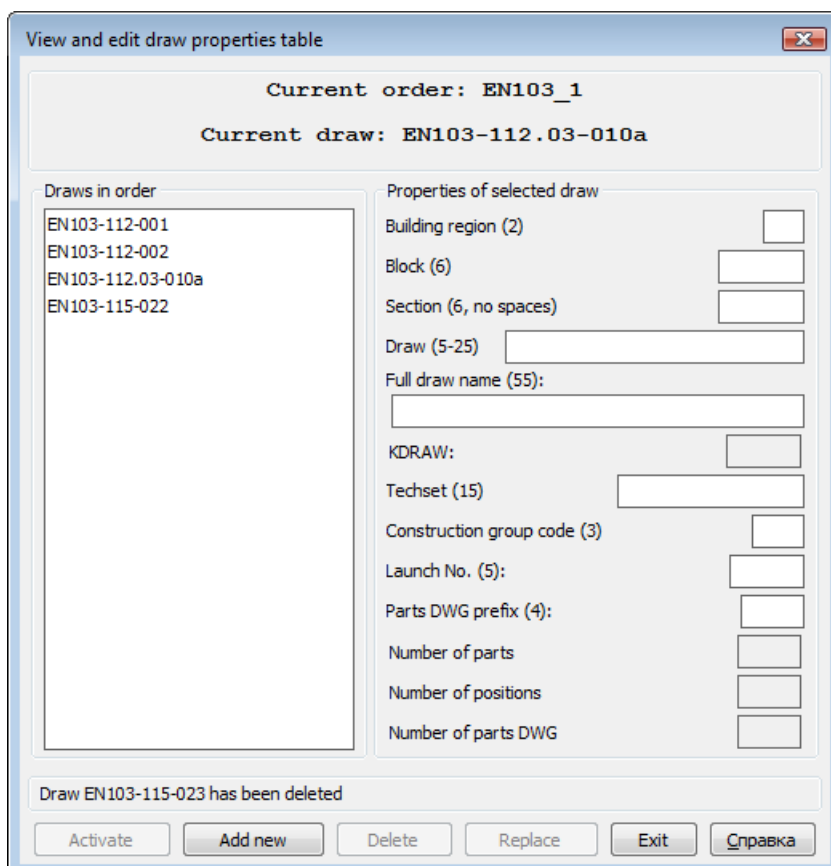 View and edit draw properties table
Current order: EN103_1
Current draw: EN103-112.03-010a
Draws in order
EN103-112-001
EN103-112-002
EN103-112.03-010a
EN103-115-022
Properties of selected draw
Building region (2)
Block (6)
Section (6, no spaces)
Draw (5-25)
Full draw name (55):
KDRAW:
Techset (15)
Construction group code (3)
Launch No. (5):
Parts DWG prefix (4):
Number of parts
Number of positions
Number of parts DWG
Draw EN103-115-023 has been deleted
Activate Add new Delete Replace Exit Справка